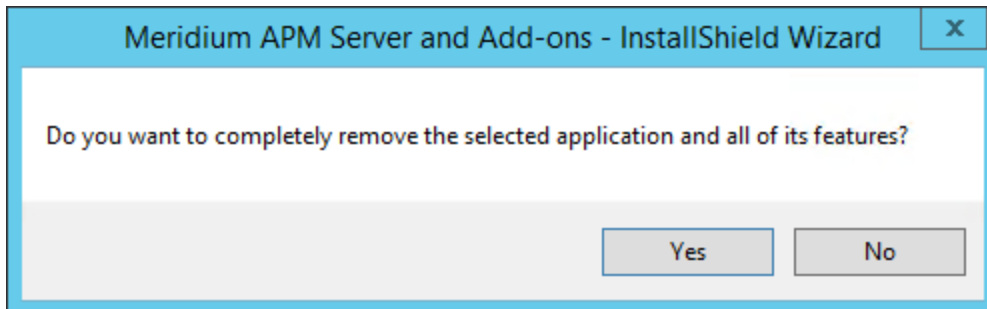 Meridium APM Server and Add-ons - InstallShield Wizard
x
Do you want to completely remove the selected application and all of its features?
Yes
No